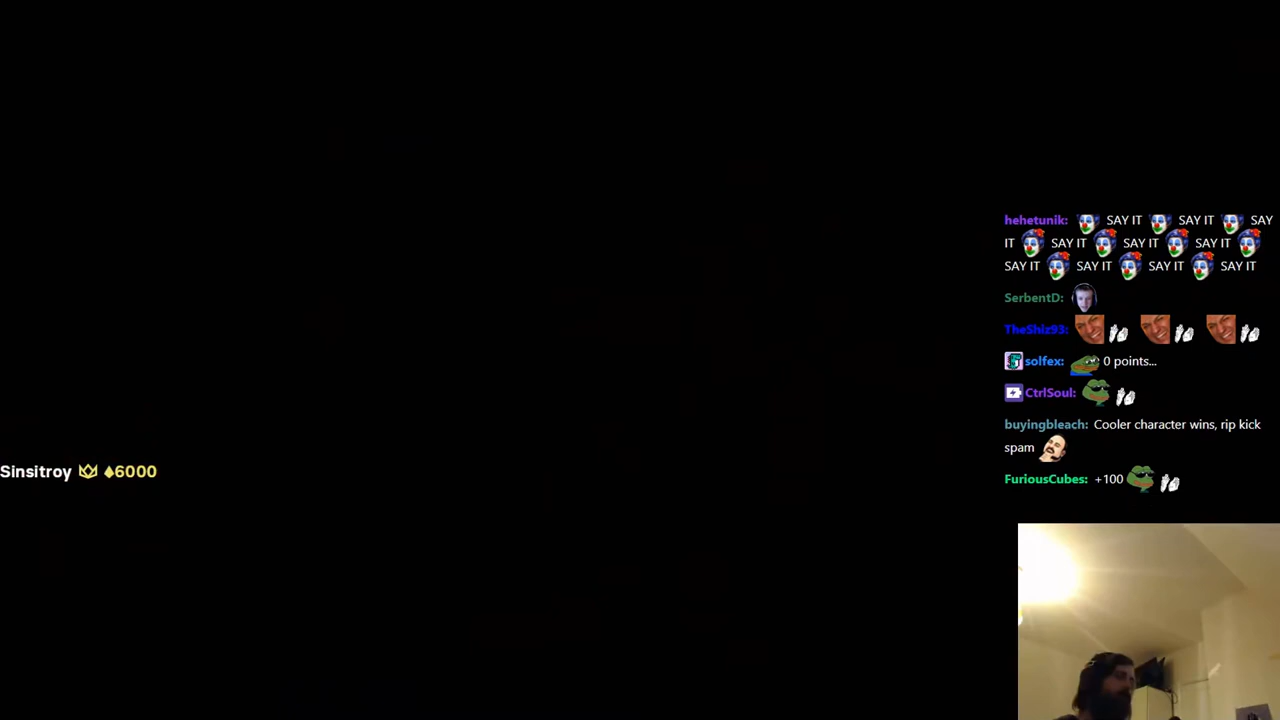 hehetunik: SAY IT SAY IT SAY
IT SAY IT SAY IT SAY IT
SAY IT SAY IT SAY IT SAY IT
SerbentD:
TheShiz93:
solfex: 0 points...
CtrlSoul:
buyingbleach: Cooler character wins, rip kick
spam
Sinsitroy 6000
FuriousCubes: +100